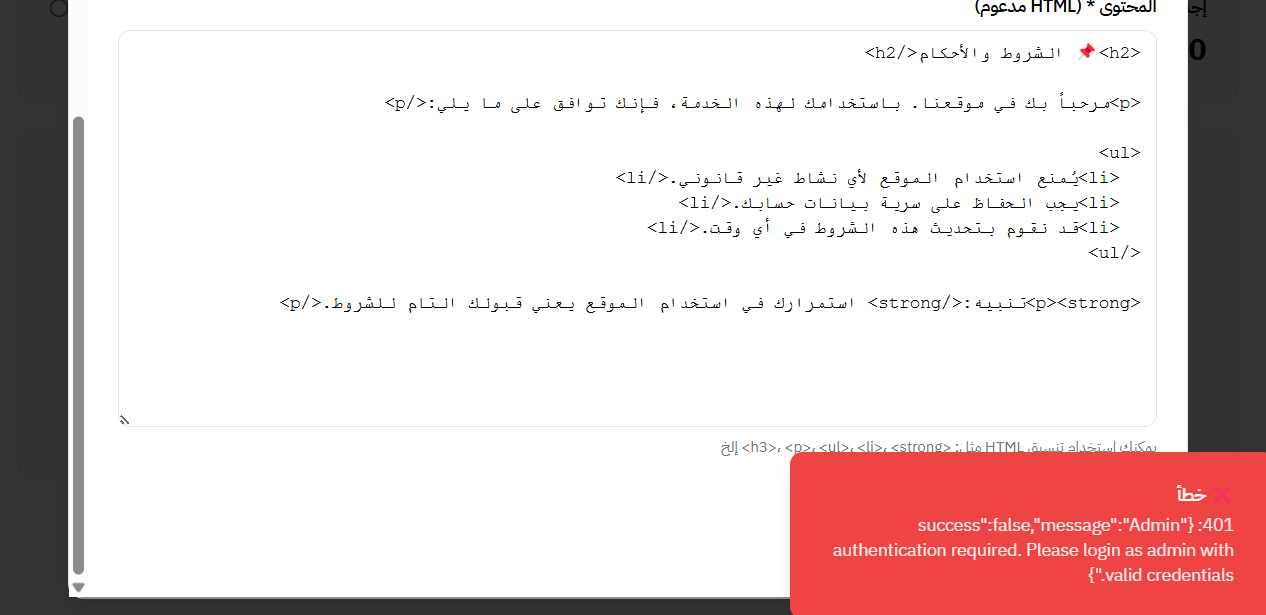 المحتوى * (HTML مدعوم)
0
<h2>📌 الشروط والأحكام</h2>
<p>مرحباً بك في موقعنا. باستخدامك لهذه الخدمة، فإنك توافق على ما يلي:</p>
<ul>
<li>يُمنع استخدام الموقع لأي نشاط غير قانوني.</li>
<li>يجب الحفاظ على سرية بيانات حسابك.</li>
<li>قد نقوم بتحديث هذه الشروط في أي وقت.</li>
</ul>
<p><strong>تنبيه:</strong> استمرارك في استخدام الموقع يعني قبولك التام للشروط.</p>
يمكنك استخدام تنسيق HTML مثل: <h3>، <p>، <ul>، <li>، <strong> إلخ
❌ خطأ
401: {"success":false,"message":"Admin
authentication required. Please login as admin with
valid credentials."}